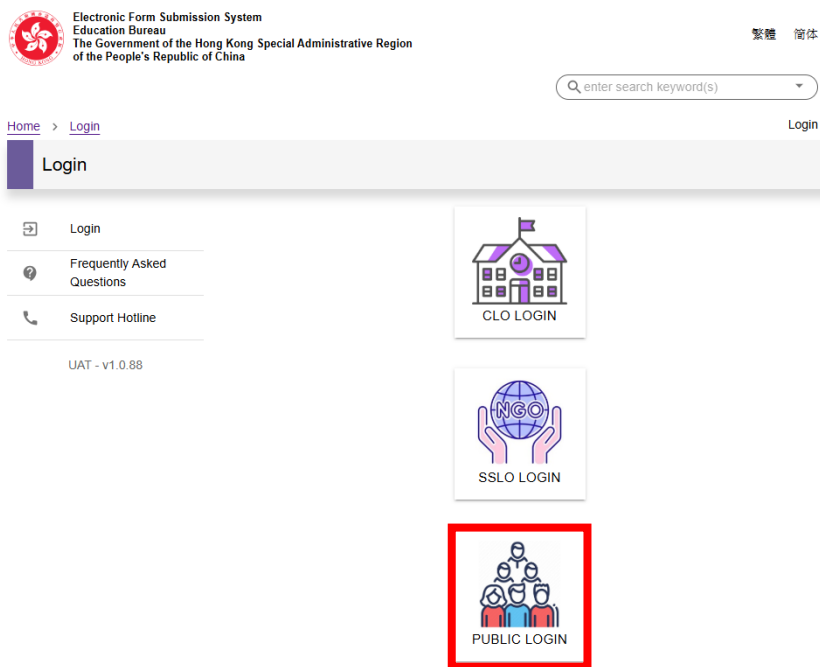 Electronic Form Submission System
Education Bureau
The Government of the Hong Kong Special Administrative Region
of the People's Republic of China
繁體 简体
enter search keyword(s)
Home > Login
Login
Login
Login
Frequently Asked
Questions
Support Hotline
UAT - v1.0.88
CLO LOGIN
NGO
SSLO LOGIN
PUBLIC LOGIN